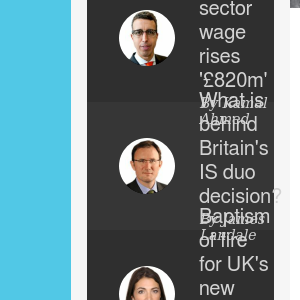 sector
wage
rises
'£820m'
By Kamal
Ahmed
What is
behind
Britain's
IS duo
decision?
By James
Landale
Baptism
of fire
for UK's
new